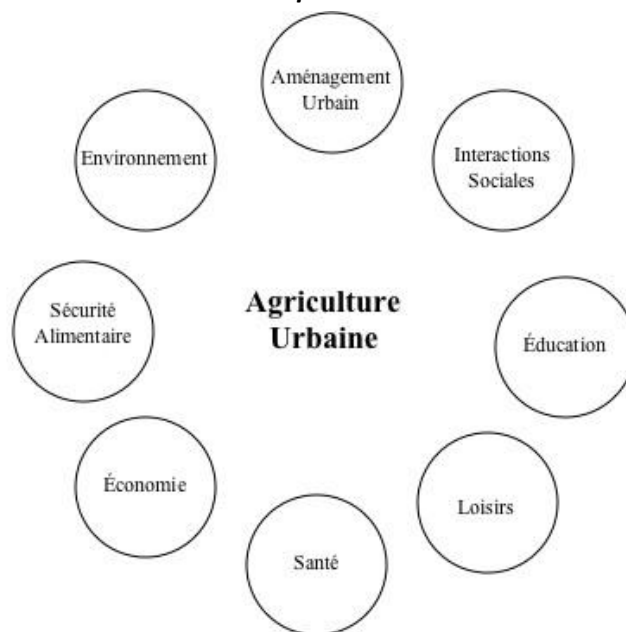 Aménagement
Urbain
Environnement
Interactions
Sociales
Agriculture
Urbaine
Sécurité
Alimentaire
Éducation
Économie
Loisirs
Santé